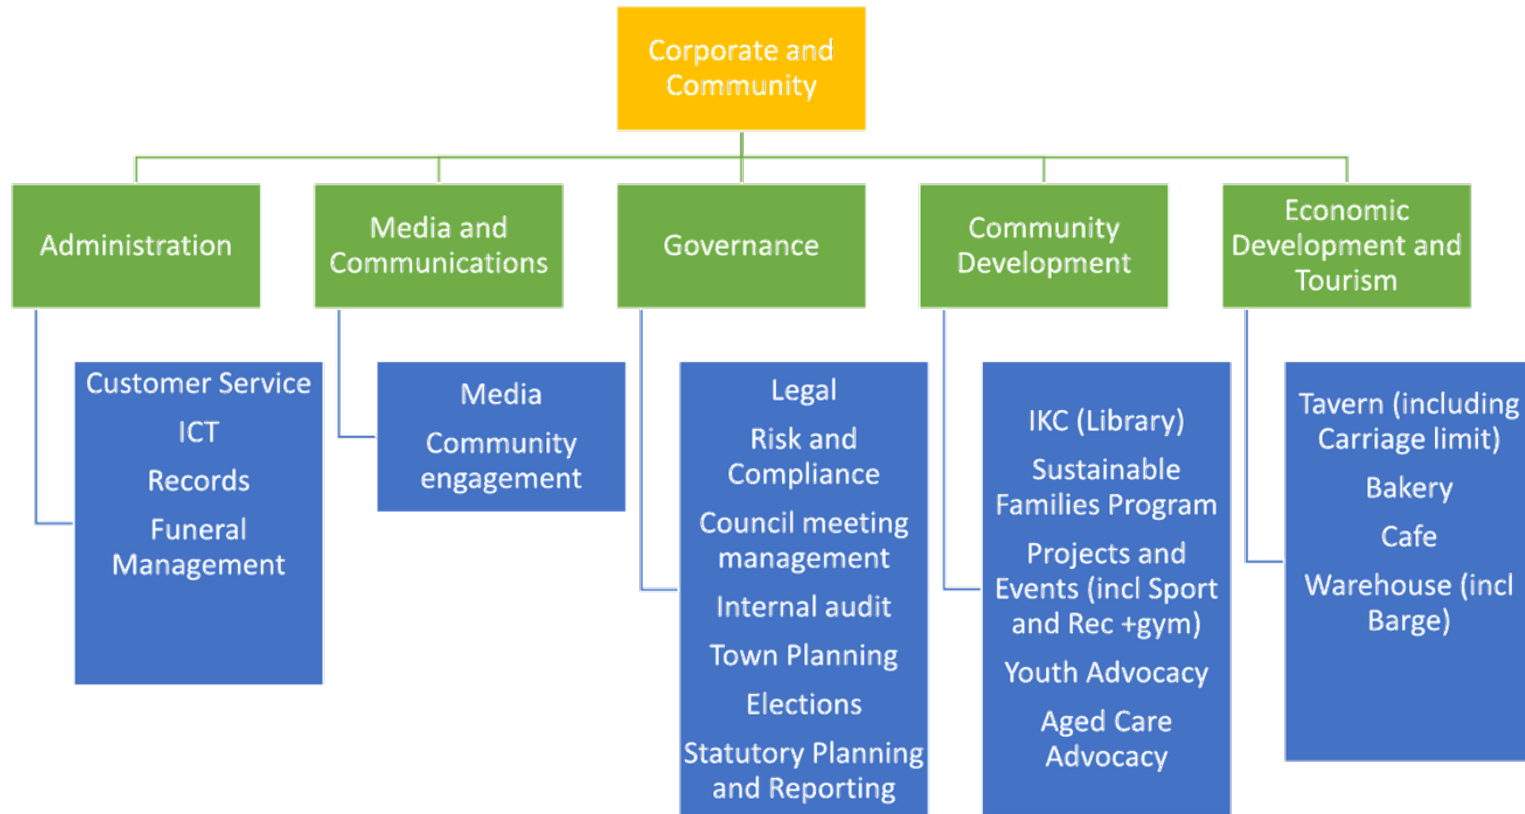 Corporate and
Community
Administration
Media and
Communications
Governance
Community
Development
Economic
Development and
Tourism
Customer Service
ICT
Records
Funeral
Management
Media
Community
engagement
Legal
Risk and
Compliance
Council meeting
management
Internal audit
Town Planning
Elections
Statutory Planning
and Reporting
IKC (Library)
Sustainable
Families Program
Projects and
Events (incl Sport
and Rec +gym)
Youth Advocacy
Aged Care
Advocacy
Tavern (including
Carriage limit)
Bakery
Cafe
Warehouse (incl
Barge)